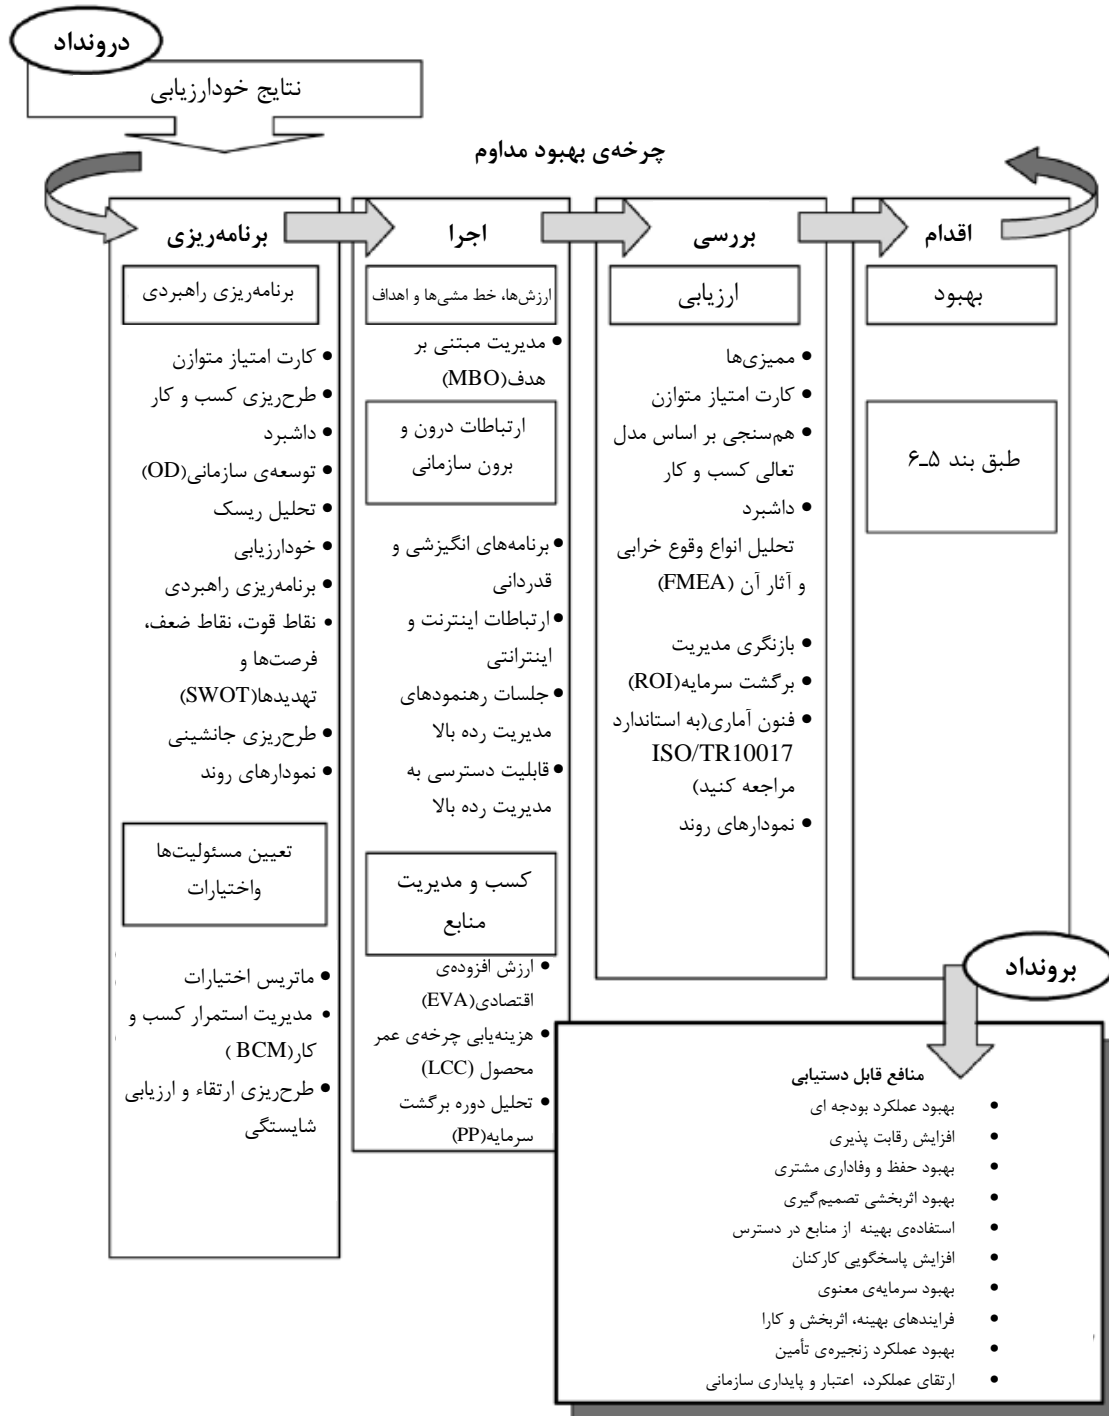 درونداد
نتایج خودارزیابی
چرخه‌ی بهبود مداوم
برنامه‌ریزی
برنامه‌ریزی راهبردی
• کارت امتیاز متوازن
• طرح‌ریزی کسب و کار
• داشبرد
• توسعه‌ی سازمانی(OD)
• تحلیل ریسک
• خودارزیابی
• برنامه‌ریزی راهبردی
• نقاط قوت، نقاط ضعف،
فرصت‌ها و
تهدیدها(SWOT)
• طرح‌ریزی جانشینی
• نمودارهای روند
تعیین مسئولیت‌ها
واختیارات
• ماتریس اختیارات
• مدیریت استمرار کسب و
کار(BCM )
• طرح‌ریزی ارتقاء و ارزیابی
شایستگی
اجرا
ارزش‌ها، خط مشی‌ها و اهداف
• مدیریت مبتنی بر
هدف(MBO)
ارتباطات درون و
برون سازمانی
• برنامه‌های انگیزشی و
قدردانی
• ارتباطات اینترنت و
اینترانتی
• جلسات رهنمودهای
مدیریت رده بالا
• قابلیت دسترسی به
مدیریت رده بالا
کسب و مدیریت
منابع
• ارزش افزوده‌ی
اقتصادی(EVA)
• هزینه‌یابی چرخه‌ی عمر
محصول (LCC)
• تحلیل دوره برگشت
سرمایه(PP)
بررسی
ارزیابی
• ممیزی‌ها
• کارت امتیاز متوازن
• هم‌سنجی بر اساس مدل
تعالی کسب و کار
• داشبرد
تحلیل انواع وقوع خرابی
و آثار آن (FMEA)
• بازنگری مدیریت
• برگشت سرمایه(ROI)
• فنون آماری(به استاندارد
ISO/TR10017
مراجعه کنید)
• نمودارهای روند
اقدام
بهبود
طبق بند ۵ـ۶
برونداد
منافع قابل دستیابی
• بهبود عملکرد بودجه ای
• افزایش رقابت پذیری
• بهبود حفظ و وفاداری مشتری
• بهبود اثربخشی تصمیم‌گیری
• استفاده‌ی بهینه از منابع در دسترس
• افزایش پاسخگویی کارکنان
• بهبود سرمایه‌ی معنوی
• فرایندهای بهینه، اثربخش و کارا
• بهبود عملکرد زنجیره‌ی تأمین
• ارتقای عملکرد، اعتبار و پایداری سازمانی